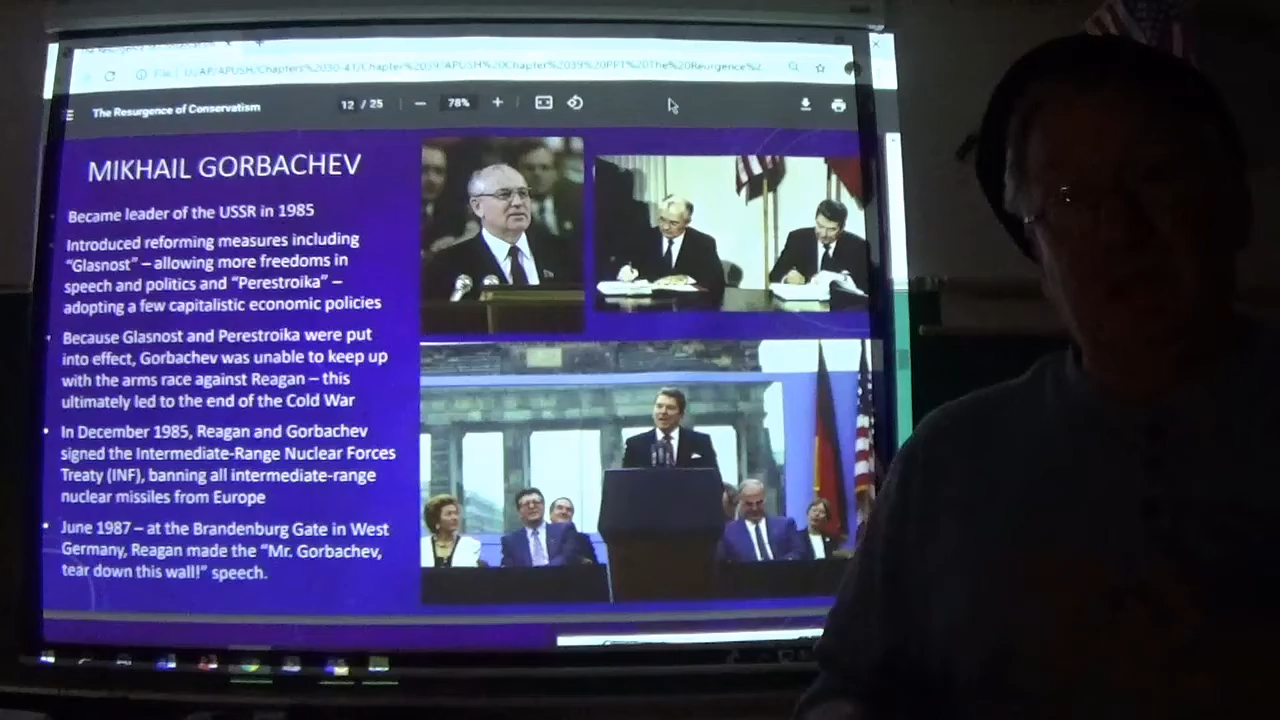 The Resurgence of Conservatism
12 / 25
78%
MIKHAIL GORBACHEV
Became leader of the USSR in 1985
Introduced reforming measures including
"Glasnost" – allowing more freedoms in
speech and politics and "Perestroika" –
adopting a few capitalistic economic policies
Because Glasnost and Perestroika were put
into effect, Gorbachev was unable to keep up
with the arms race against Reagan – this
ultimately led to the end of the Cold War
In December 1985, Reagan and Gorbachev
signed the Intermediate-Range Nuclear Forces
Treaty (INF), banning all intermediate-range
nuclear missiles from Europe
June 1987 – at the Brandenburg Gate in West
Germany, Reagan made the "Mr. Gorbachev,
tear down this wall!" speech.